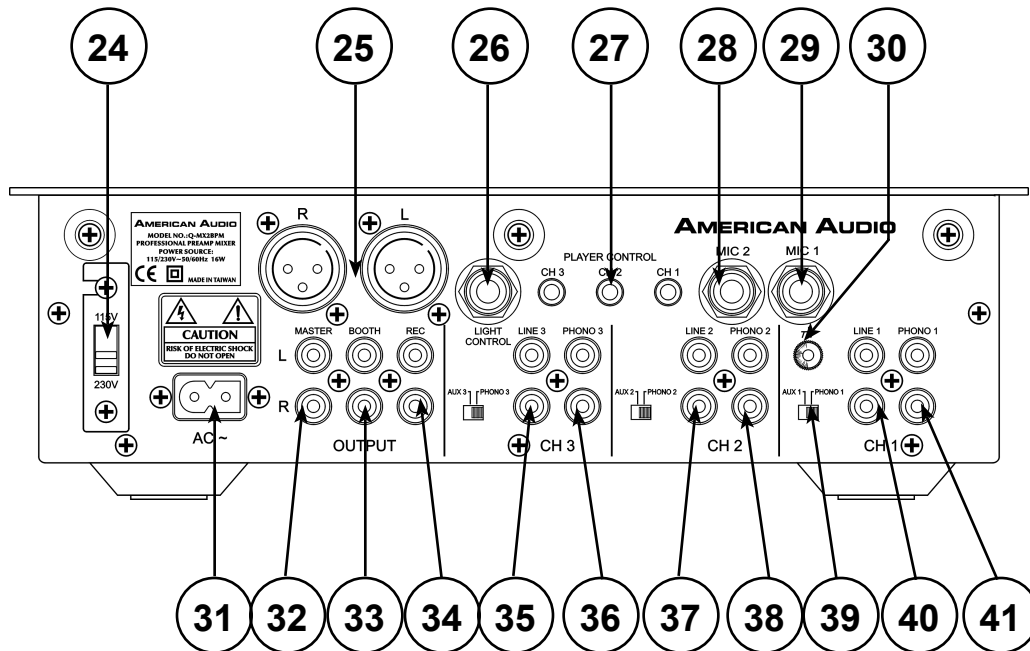 24 25 26 27 28 29 30
AMERICAN AUDIO
MODEL NO.:Q-MX2BPM
PROFESSIONAL PREAMP MIXER
POWER SOURCE:
115/230V~50/60Hz 16W
CE MADE IN TAIWAN
R L
AMERICAN AUDIO
PLAYER CONTROL
CH 3 CH 2 CH 1
MIC 2 MIC 1
115V
230V
CAUTION
RISK OF ELECTRIC SHOCK
DO NOT OPEN
AC ~
MASTER BOOTH REC
L
R
OUTPUT
LIGHT
CONTROL
LINE 3 PHONO 3
AUX 3 PHONO 3
CH 3
LINE 2 PHONO 2
AUX 2 PHONO 2
CH 2
LINE 1 PHONO 1
AUX 1 PHONO 1
CH 1
31 32 33 34 35 36 37 38 39 40 41